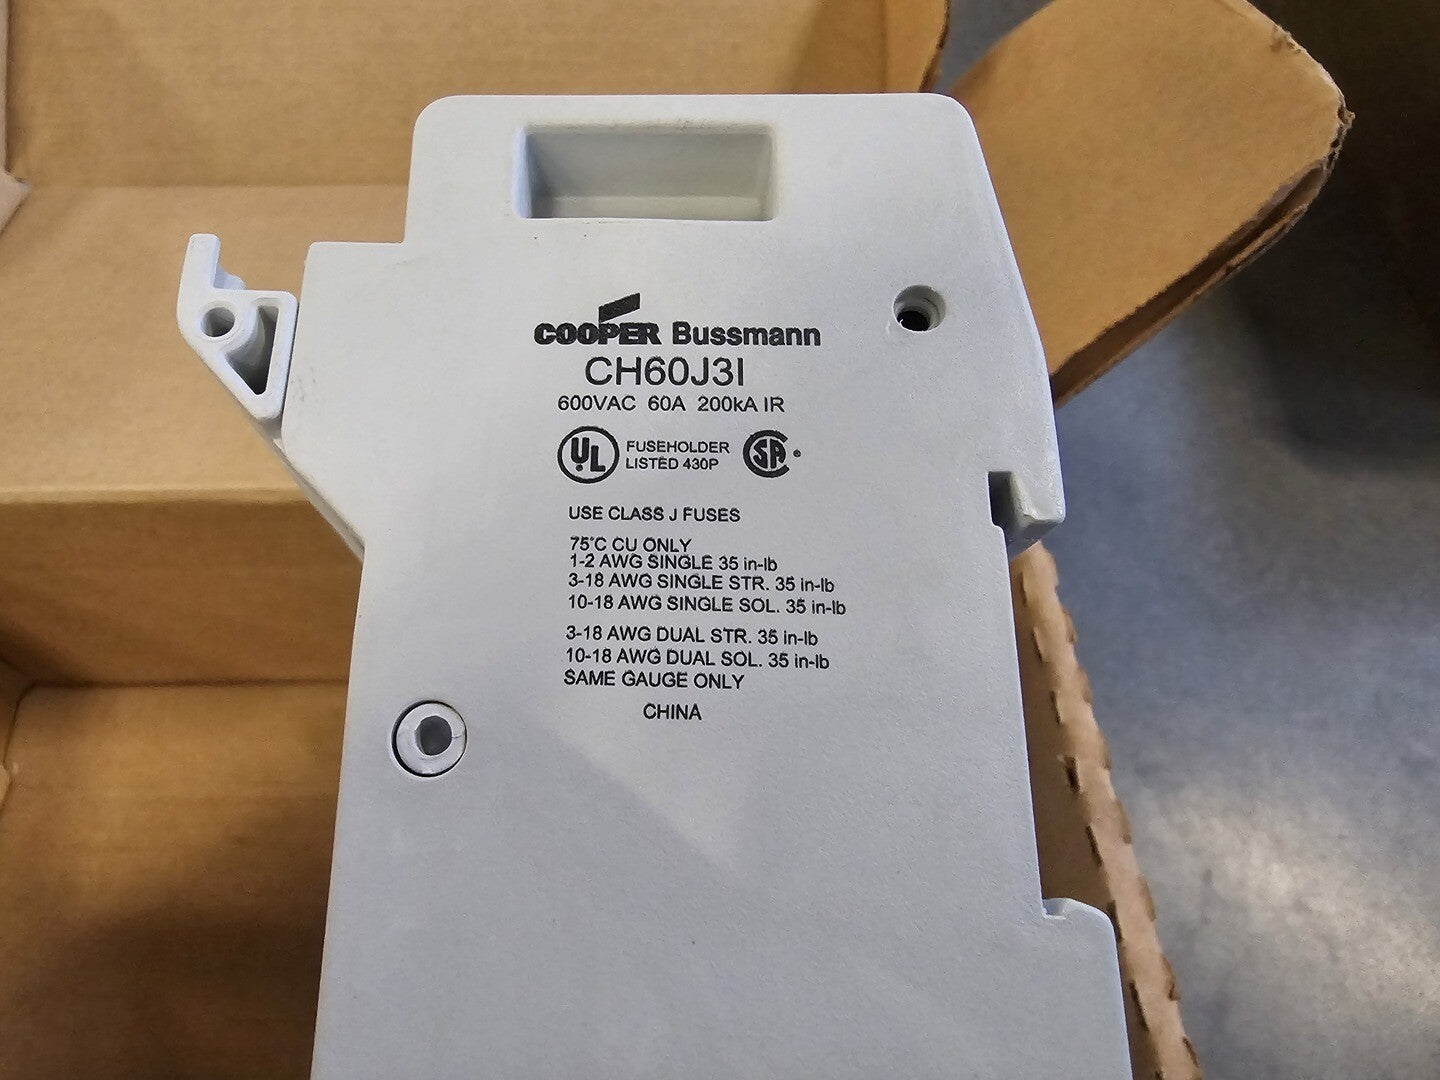 COOPER Bussmann
CH60J3I
600VAC 60A 200kA IR
UL FUSEHOLDER LISTED 430P SA
USE CLASS J FUSES
75°C CU ONLY
1-2 AWG SINGLE 35 in-lb
3-18 AWG SINGLE STR. 35 in-lb
10-18 AWG SINGLE SOL. 35 in-lb
3-18 AWG DUAL STR. 35 in-lb
10-18 AWG DUAL SOL. 35 in-lb
SAME GAUGE ONLY
CHINA